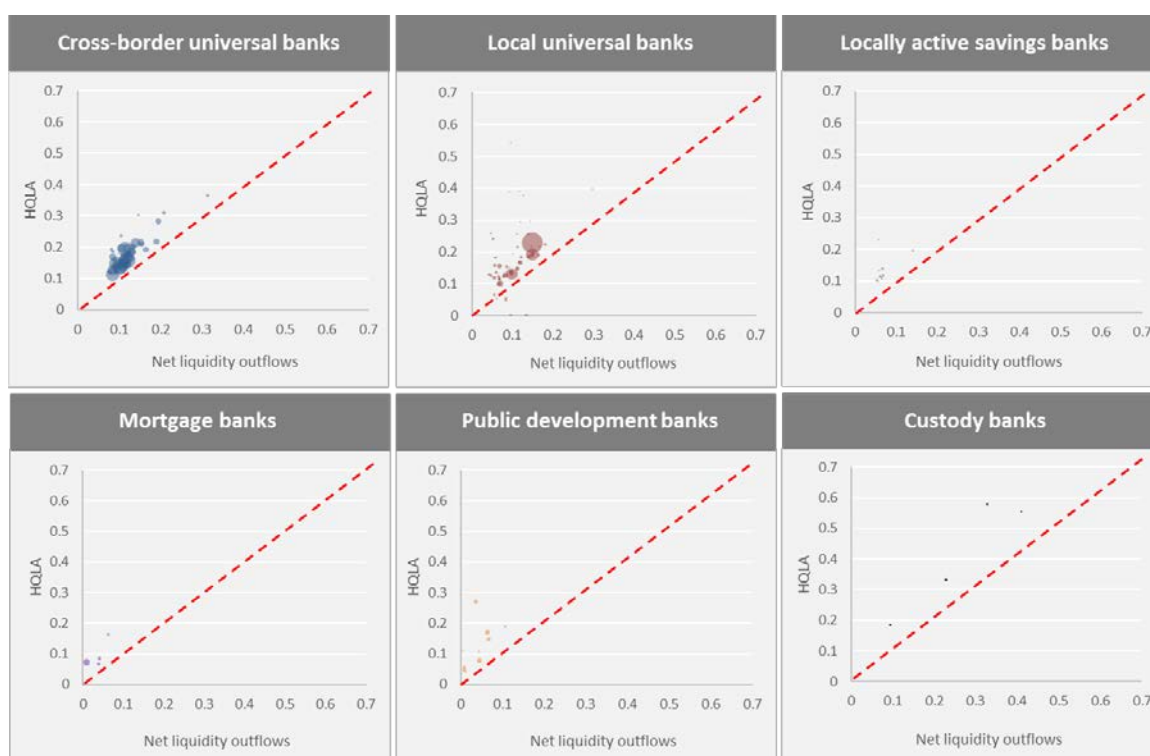 Cross-border universal banks
0.7
0.6
0.5
0.4
0.3
0.2
0.1
0
HQLA
0 0.1 0.2 0.3 0.4 0.5 0.6 0.7
Net liquidity outflows
Local universal banks
0.7
0.6
0.5
0.4
0.3
0.2
0.1
0
HQLA
0 0.1 0.2 0.3 0.4 0.5 0.6 0.7
Net liquidity outflows
Locally active savings banks
0.7
0.6
0.5
0.4
0.3
0.2
0.1
0
HQLA
0 0.1 0.2 0.3 0.4 0.5 0.6 0.7
Net liquidity outflows
Mortgage banks
0.7
0.6
0.5
0.4
0.3
0.2
0.1
0
HQLA
0 0.1 0.2 0.3 0.4 0.5 0.6 0.7
Net liquidity outflows
Public development banks
0.7
0.6
0.5
0.4
0.3
0.2
0.1
0
HQLA
0 0.1 0.2 0.3 0.4 0.5 0.6 0.7
Net liquidity outflows
Custody banks
0.7
0.6
0.5
0.4
0.3
0.2
0.1
0
HQLA
0 0.1 0.2 0.3 0.4 0.5 0.6 0.7
Net liquidity outflows